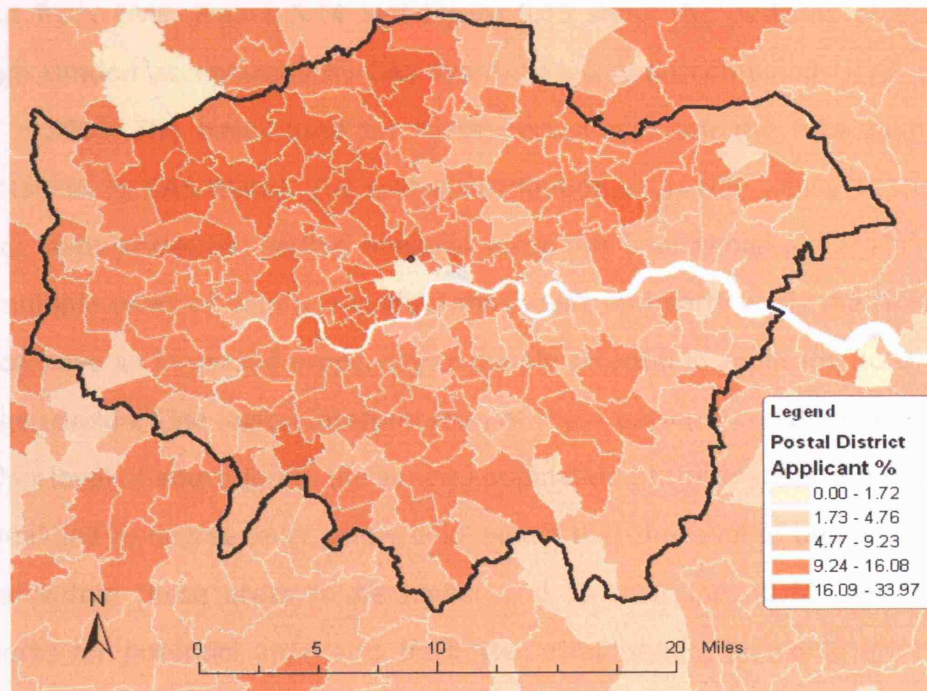 Legend
Postal District
Applicant %
0.00 - 1.72
1.73 - 4.76
4.77 - 9.23
9.24 - 16.08
16.09 - 33.97
N
0 5 10 20 Miles